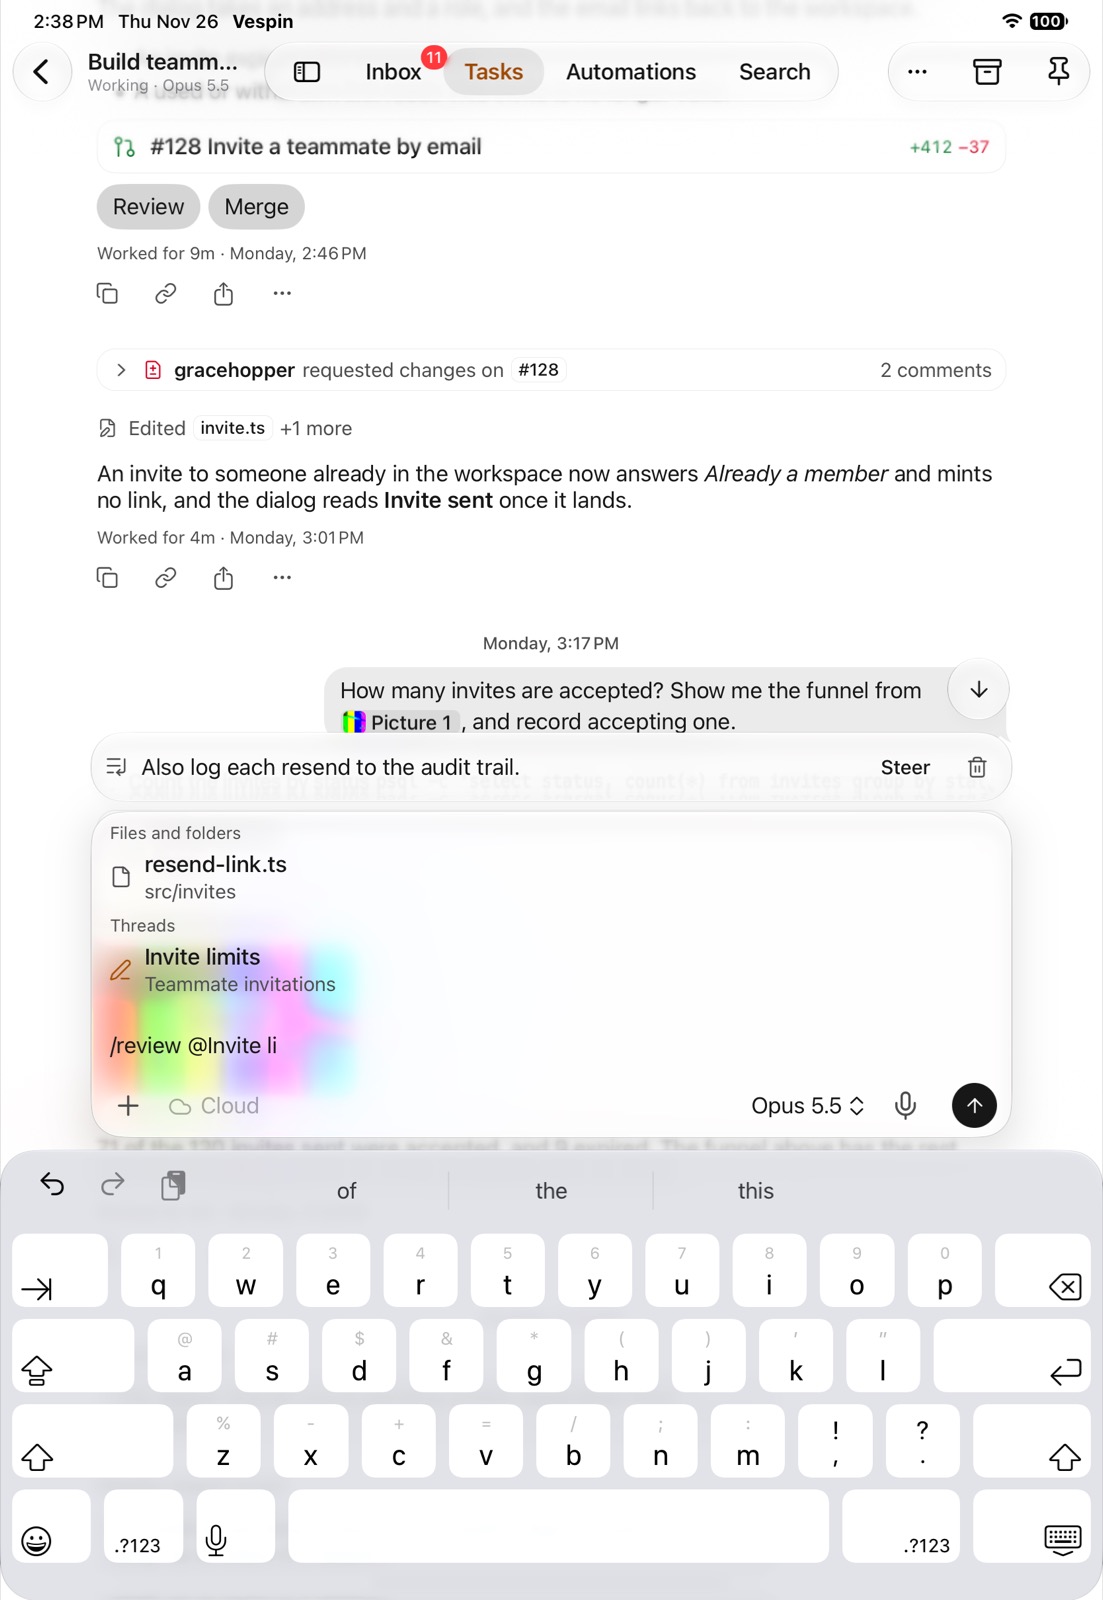 2:38 PM Thu Nov 26 Vespin
100
Build teamm...
Working · Opus 5.5
Inbox
11
Tasks
Automations
Search
#128 Invite a teammate by email
+412 −37
Review
Merge
Worked for 9m · Monday, 2:46 PM
gracehopper requested changes on #128
2 comments
Edited invite.ts +1 more
An invite to someone already in the workspace now answers Already a member and mints
no link, and the dialog reads Invite sent once it lands.
Worked for 4m · Monday, 3:01 PM
Monday, 3:17 PM
How many invites are accepted? Show me the funnel from
Picture 1 , and record accepting one.
Also log each resend to the audit trail.
Steer
Files and folders
resend-link.ts
src/invites
Threads
Invite limits
Teammate invitations
/review @Invite li
Cloud
Opus 5.5
of
the
this
1 2 3 4 5 6 7 8 9 0
q w e r t y u i o p
@ # $ & * ( ) ' "
a s d f g h j k l
% - + = / ; : ! ?
z x c v b n m , .
.?123
.?123